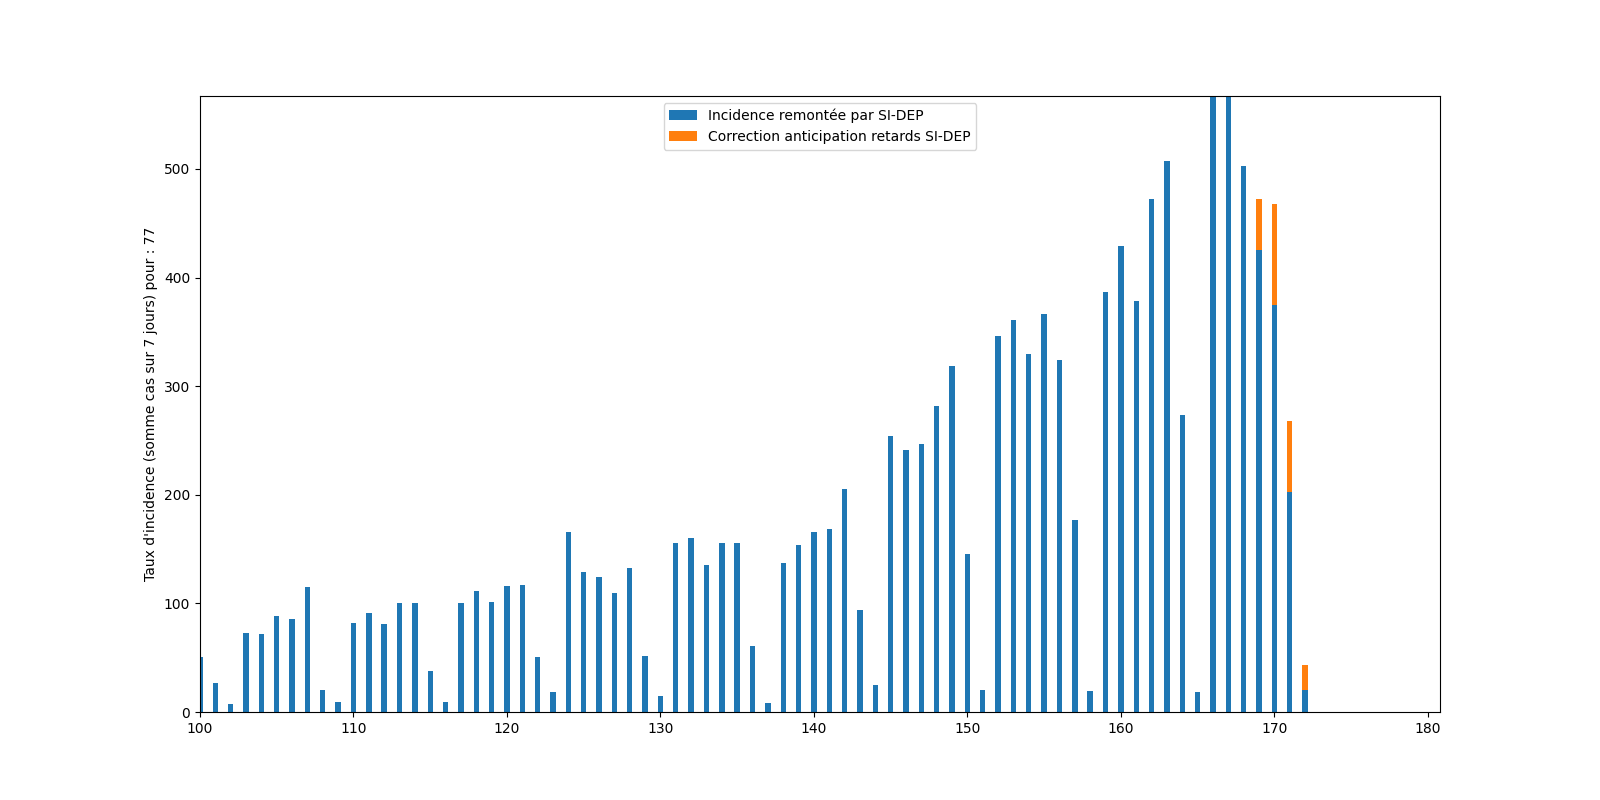 Incidence remontée par SI-DEP
Correction anticipation retards SI-DEP
Taux d'incidence (somme cas sur 7 jours) pour : 77
500
400
300
200
100
0
100 110 120 130 140 150 160 170 180